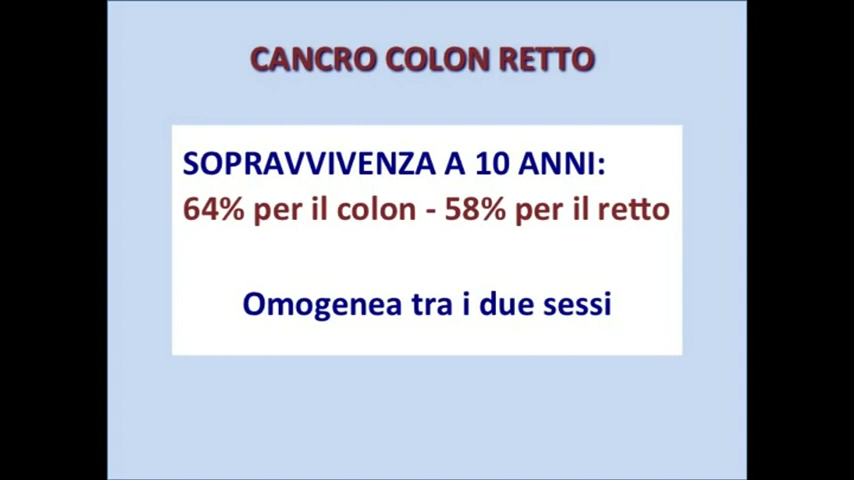 CANCRO COLON RETTO
SOPRAVVIVENZA A 10 ANNI:
64% per il colon - 58% per il retto
Omogenea tra i due sessi